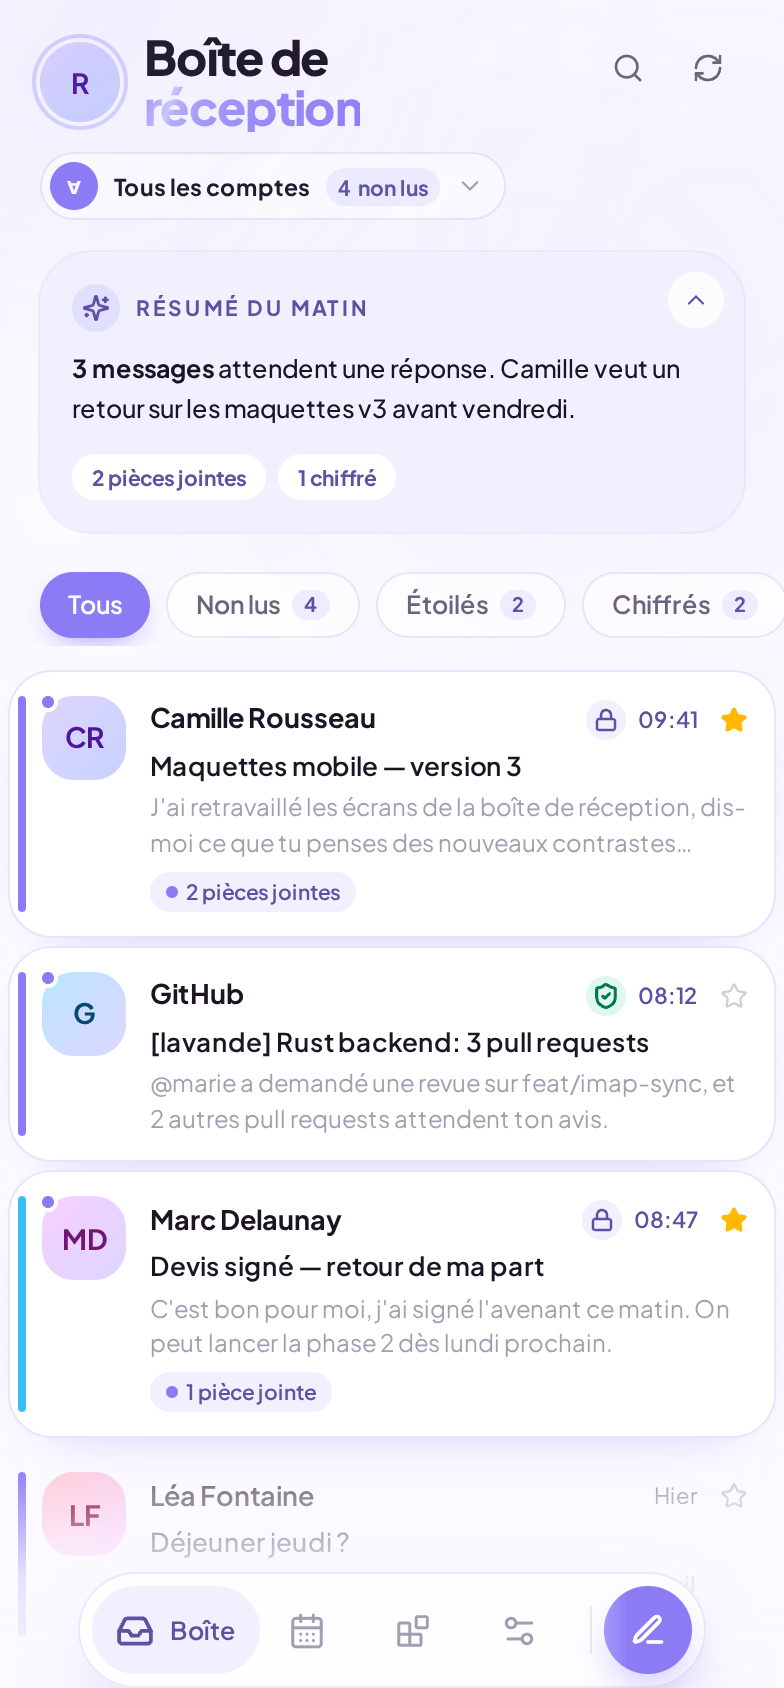 R
Boîte de
réception
∀ Tous les comptes 4 non lus
RÉSUMÉ DU MATIN
3 messages attendent une réponse. Camille veut un
retour sur les maquettes v3 avant vendredi.
2 pièces jointes 1 chiffré
Tous Non lus 4 Étoilés 2 Chiffrés 2
CR Camille Rousseau 09:41
Maquettes mobile — version 3
J'ai retravaillé les écrans de la boîte de réception, dis-
moi ce que tu penses des nouveaux contrastes…
2 pièces jointes
G GitHub 08:12
[lavande] Rust backend: 3 pull requests
@marie a demandé une revue sur feat/imap-sync, et
2 autres pull requests attendent ton avis.
MD Marc Delaunay 08:47
Devis signé — retour de ma part
C'est bon pour moi, j'ai signé l'avenant ce matin. On
peut lancer la phase 2 dès lundi prochain.
1 pièce jointe
LF Léa Fontaine Hier
Déjeuner jeudi ?
Boîte